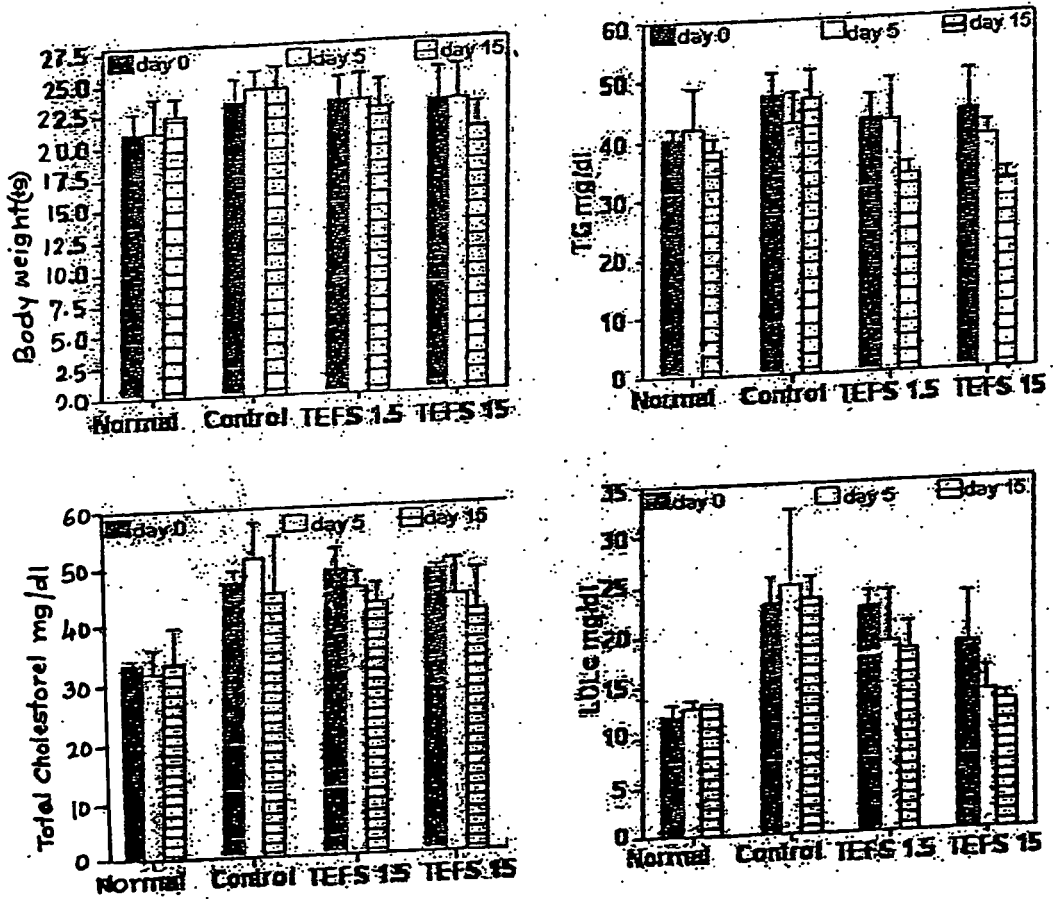 Body weight(tg)
27.5
25.0
22.5
20.0
17.5
15.0
12.5
10.0
7.5
5.0
2.5
0.0
day 0 day 5 day 15
Normal Control TEFS 1.5 TEFS 15
TG mg/dl
60
50
40
30
20
10
0
day 0 day 5 day 15
Normal Control TEFS 1.5 TEFS 15
Total Cholestorel mg/dl
60
50
40
30
20
10
0
day 0 day 5 day 15
Normal Control TEFS 1.5 TEFS 15
LDLc mg/dl
35
30
25
20
15
10
5
0
day 0 day 5 day 15
Normal Control TEFS 1.5 TEFS 15